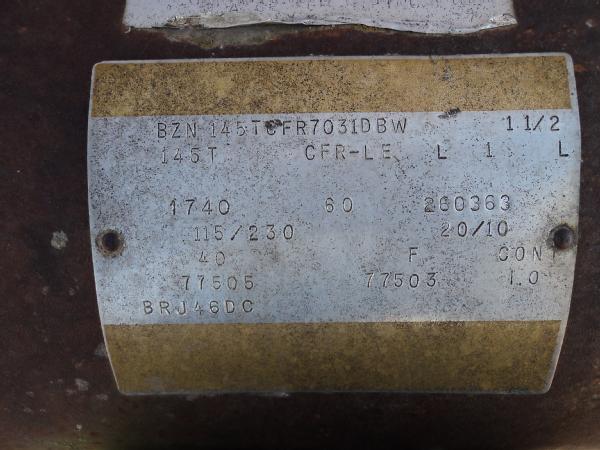 BZN 145TCFR7031DBW 1 1/2
145T CFR-LE L 1 L
1740 60 260363
115/230 20/10
40 F CONT
77505 77503 1.0
BRJ46DC